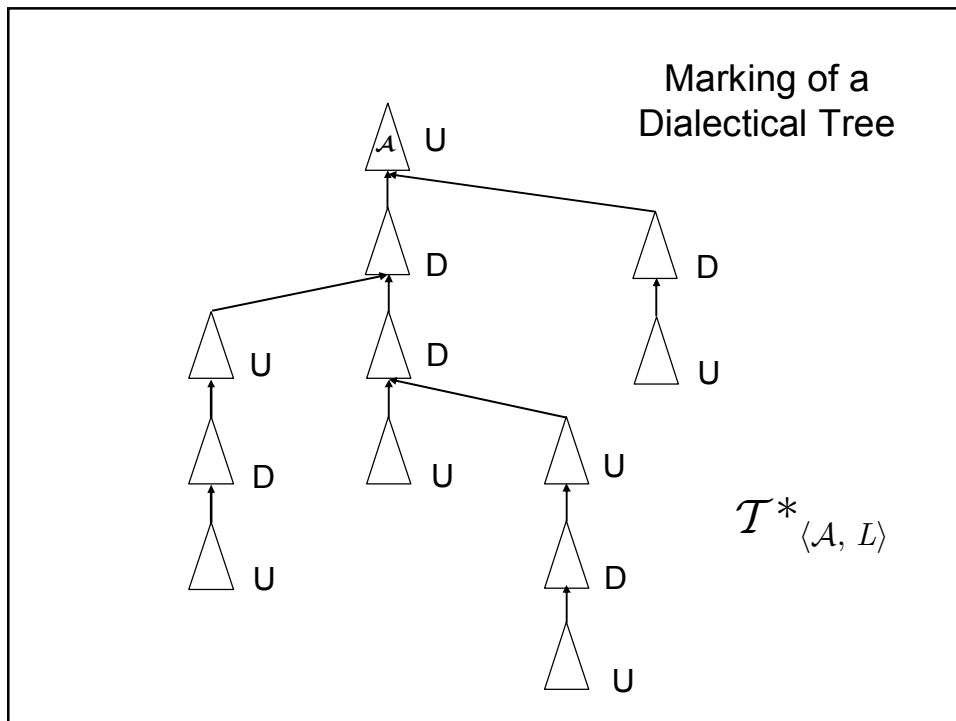 Marking of a
Dialectical Tree
𝒜 U
D
D
U
D
U
D
U
U
U
D
U
𝒯*⟨𝒜, L⟩